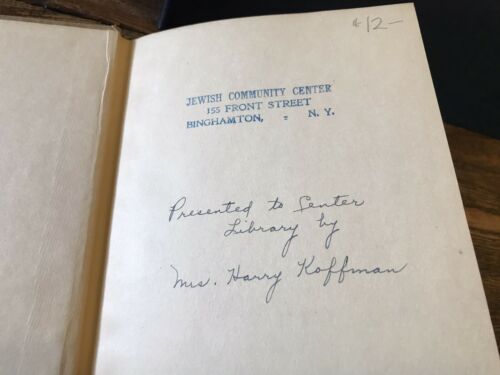 $12-
JEWISH COMMUNITY CENTER
155 FRONT STREET
BINGHAMTON, = N. Y.
Presented to Center
Library by
Mrs. Harry Koffman